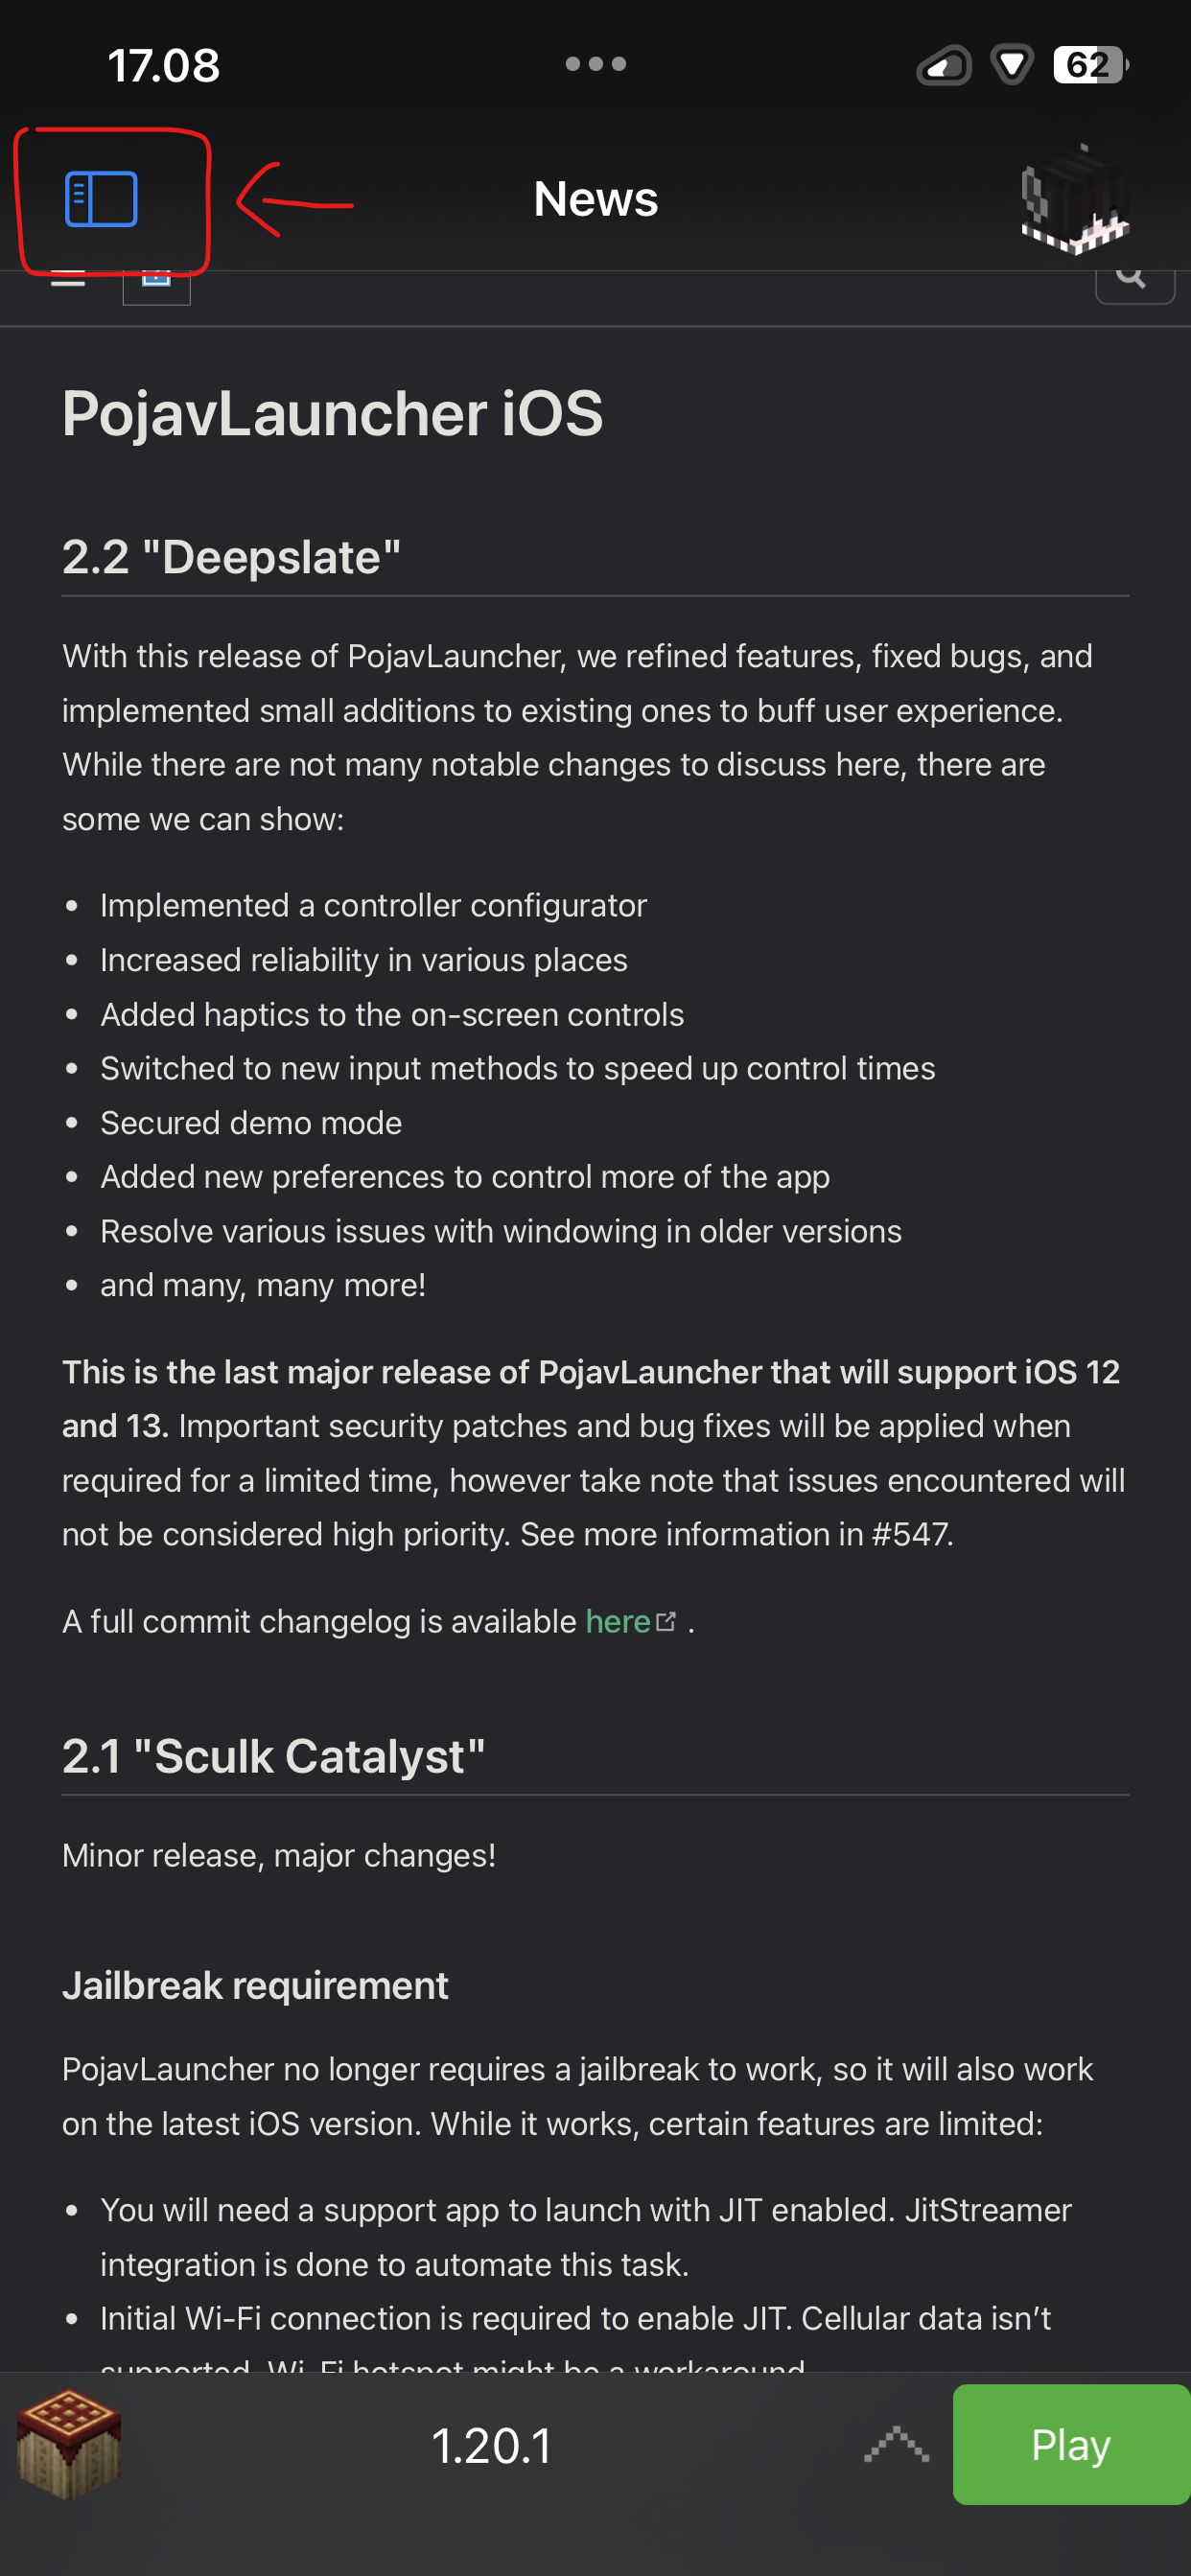 17.08
62
News
PojavLauncher iOS
2.2 "Deepslate"
With this release of PojavLauncher, we refined features, fixed bugs, and
implemented small additions to existing ones to buff user experience.
While there are not many notable changes to discuss here, there are
some we can show:
• Implemented a controller configurator
• Increased reliability in various places
• Added haptics to the on-screen controls
• Switched to new input methods to speed up control times
• Secured demo mode
• Added new preferences to control more of the app
• Resolve various issues with windowing in older versions
• and many, many more!
This is the last major release of PojavLauncher that will support iOS 12
and 13. Important security patches and bug fixes will be applied when
required for a limited time, however take note that issues encountered will
not be considered high priority. See more information in #547.
A full commit changelog is available here .
2.1 "Sculk Catalyst"
Minor release, major changes!
Jailbreak requirement
PojavLauncher no longer requires a jailbreak to work, so it will also work
on the latest iOS version. While it works, certain features are limited:
• You will need a support app to launch with JIT enabled. JitStreamer
integration is done to automate this task.
• Initial Wi-Fi connection is required to enable JIT. Cellular data isn’t
supported. Wi-Fi hotspot might be a workaround.
1.20.1
Play